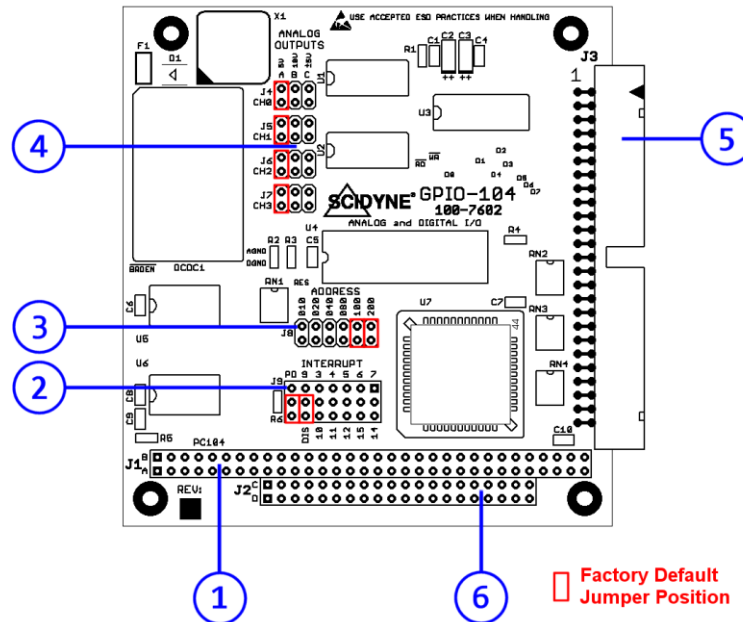 X1
USE ACCEPTED ESD PRACTICES WHEN HANDLING
F1
D1
ANALOG
OUTPUTS
5V 10V 15V
A B C
J4
CH0
J5
CH1
J6
CH2
J7
CH3
U1
U2
R1
C1
C2
C3
C4
++
++
U3
J3
1
RD
WR
D0
D1
D2
D3
D4
D5
D6
D7
SCIDYNE® GPIO-104
100-7602
ANALOG and DIGITAL I/O
U4
R2
R3
C5
R4
AGND
DGND
BRDEN
DCDC1
RN1
RES
RN2
RN3
RN4
ADDRESS
010 020 040 080 100 200
J8
U7
44
C7
C6
U5
U6
C8
C9
R5
INTERRUPT
PD 9 3 4 5 6 7
J9
R6
DIS 10 11 12 15 14
C10
PC104
J1
B
A
J2
C
D
REV:
1
2
3
4
5
6
Factory Default
Jumper Position